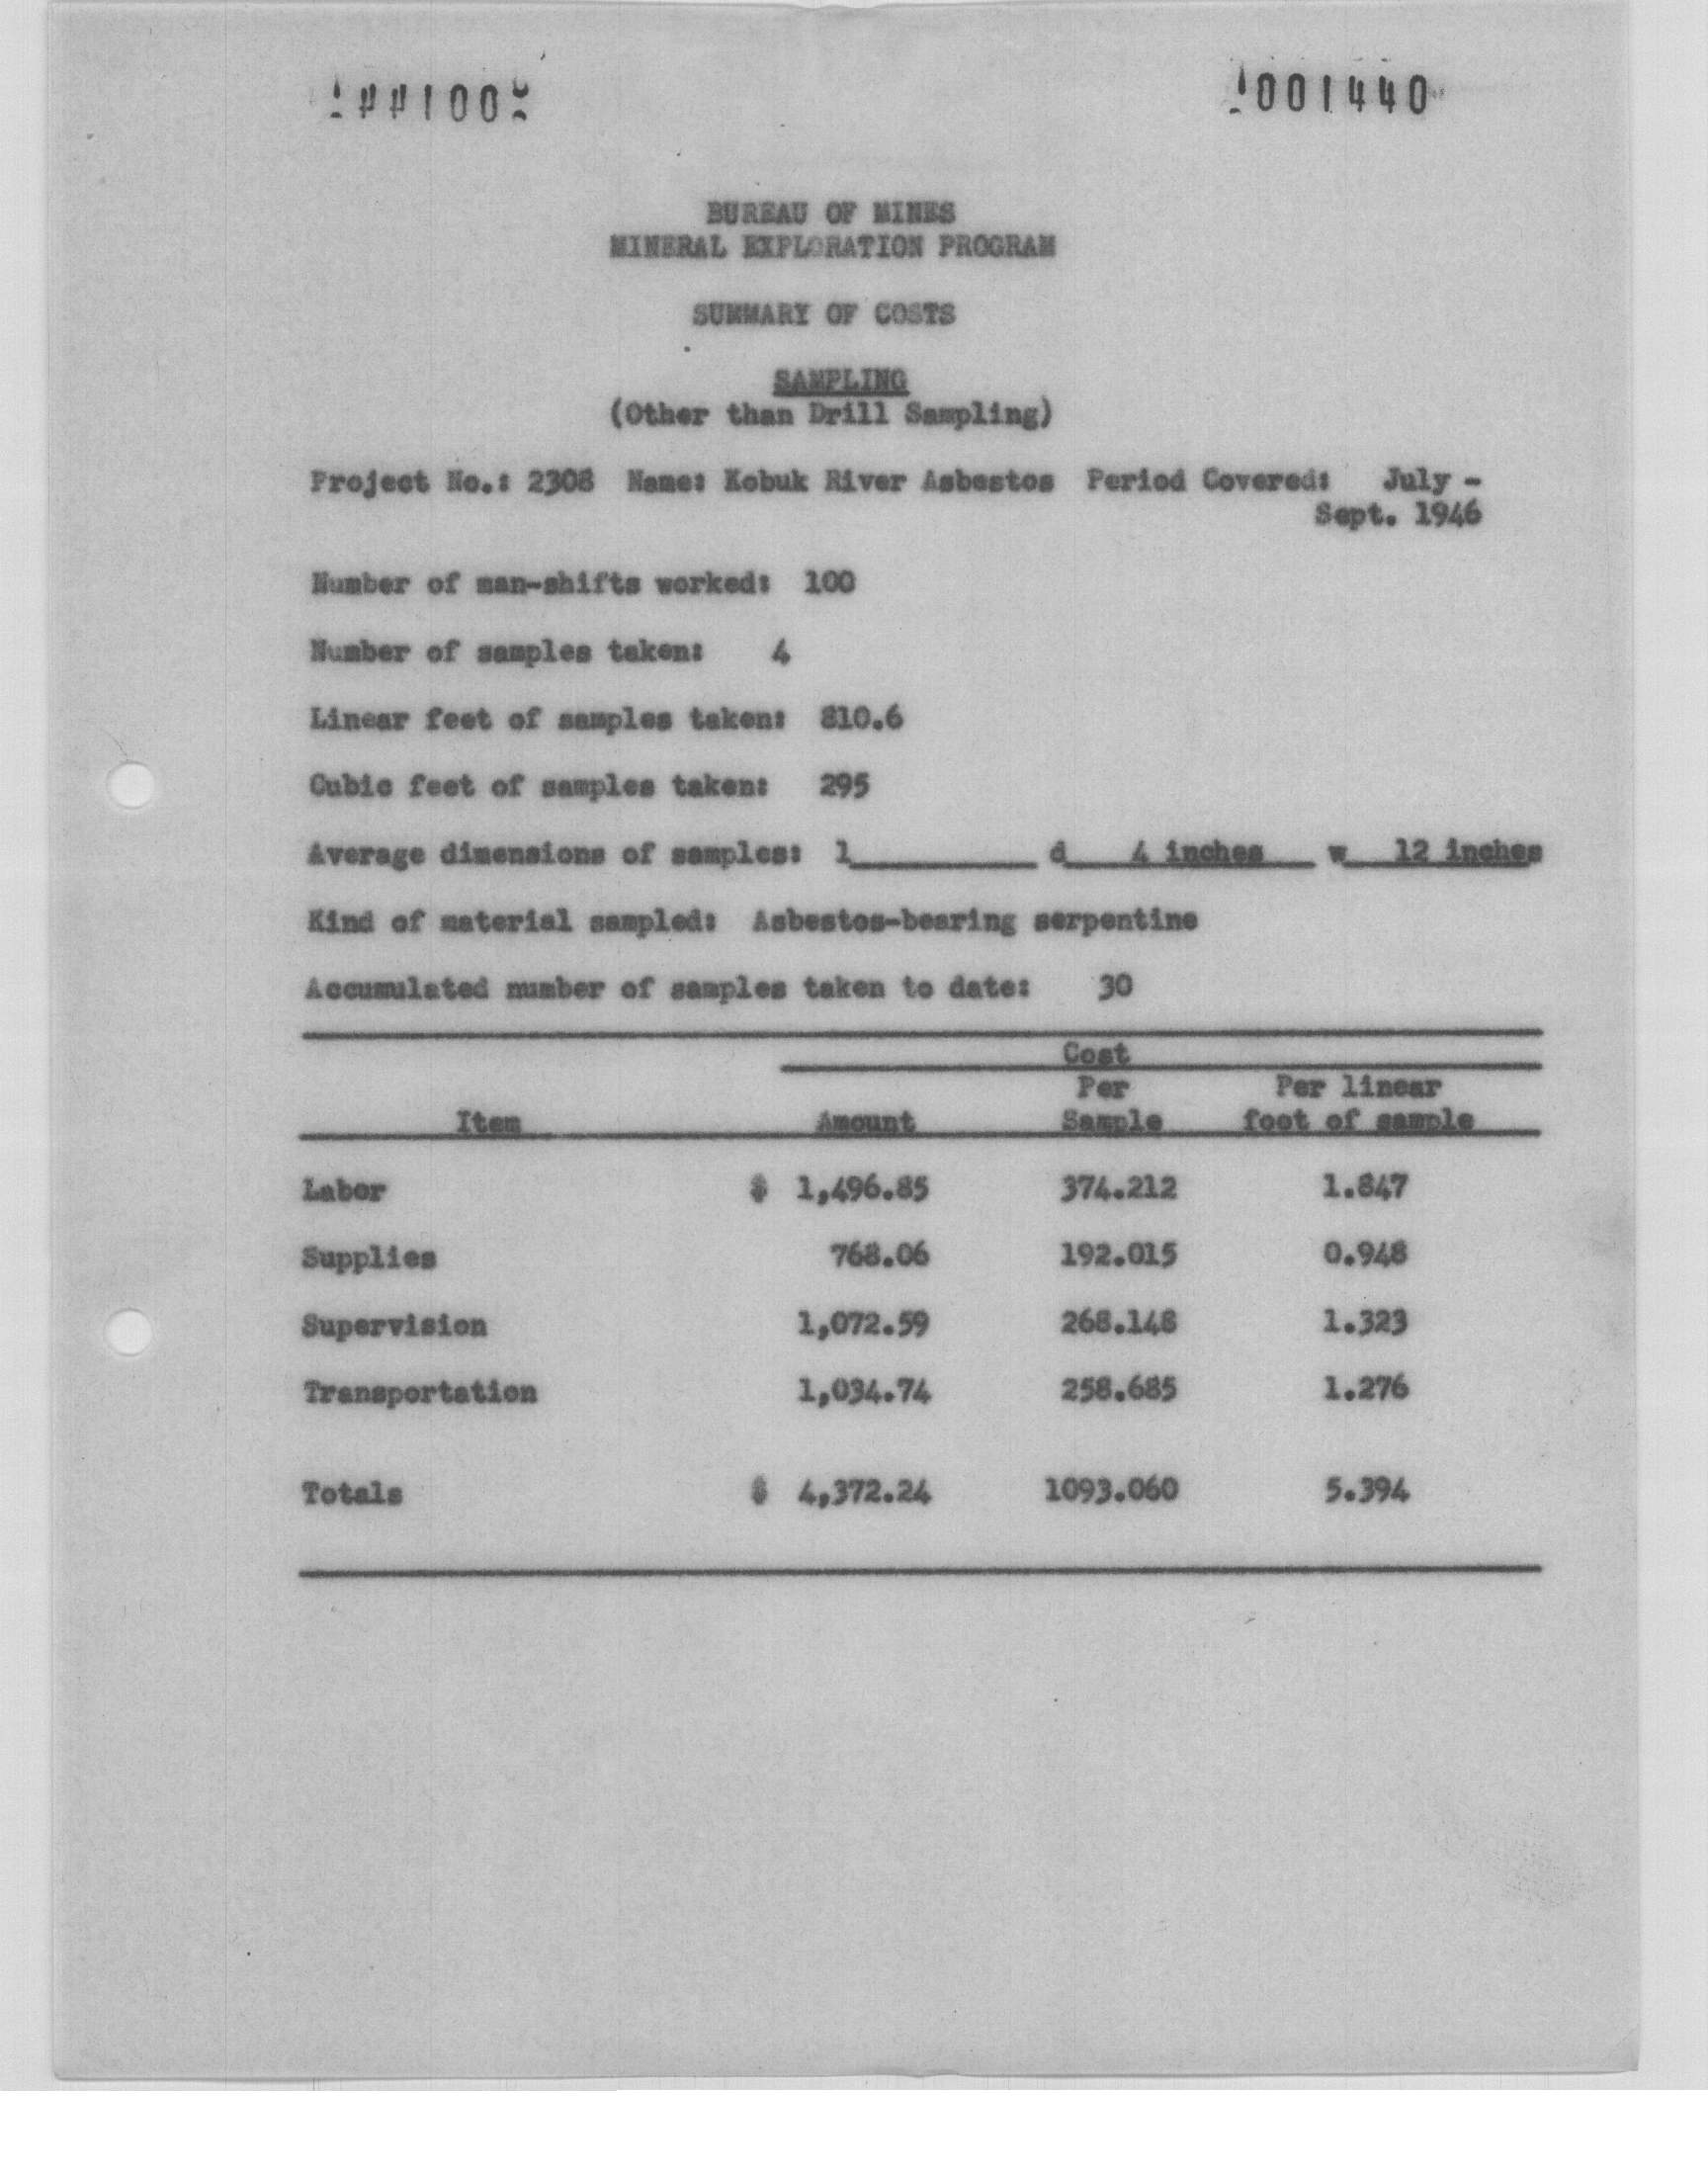 1001440
BUREAU OF MINES
MINERAL EXPLORATION PROGRAM
SUMMARY OF COSTS
SAMPLING
(Other than Drill Sampling)
Project No.: 2308 Name: Kobuk River Asbestos Period Covered: July -
Sept. 1946
Number of man-shifts worked: 100
Number of samples taken: 4
Linear feet of samples taken: 810.6
Cubic feet of samples taken: 295
Average dimensions of samples: l__________ d 4 inches w 12 inches
Kind of material sampled: Asbestos-bearing serpentine
Accumulated number of samples taken to date: 30
Cost
Per Per linear
Item Amount Sample foot of sample
Labor $ 1,496.85 374.212 1.847
Supplies 768.06 192.015 0.948
Supervision 1,072.59 268.148 1.323
Transportation 1,034.74 258.685 1.276
Totals $ 4,372.24 1093.060 5.394